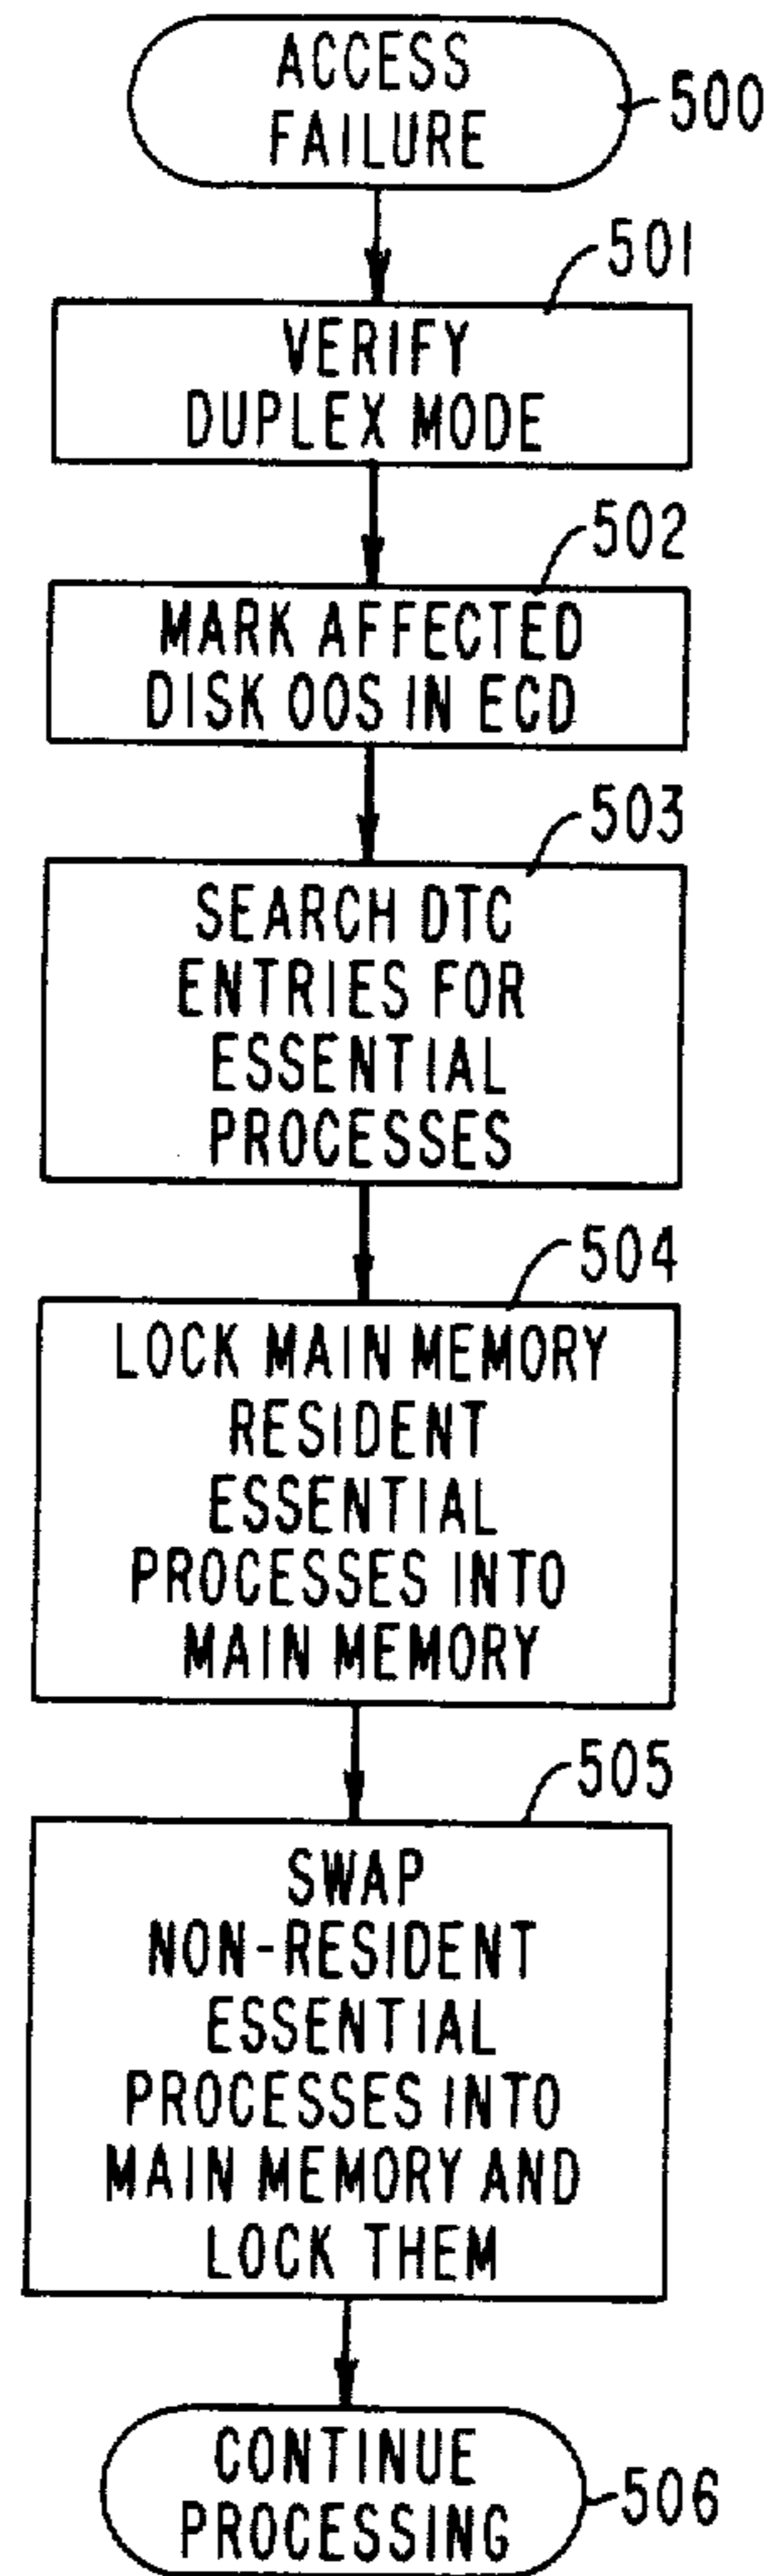 ACCESS
FAILURE
500
501
VERIFY
DUPLEX MODE
502
MARK AFFECTED
DISK OOS IN ECD
503
SEARCH DTC
ENTRIES FOR
ESSENTIAL
PROCESSES
504
LOCK MAIN MEMORY
RESIDENT
ESSENTIAL
PROCESSES INTO
MAIN MEMORY
505
SWAP
NON-RESIDENT
ESSENTIAL
PROCESSES INTO
MAIN MEMORY AND
LOCK THEM
CONTINUE
PROCESSING
506